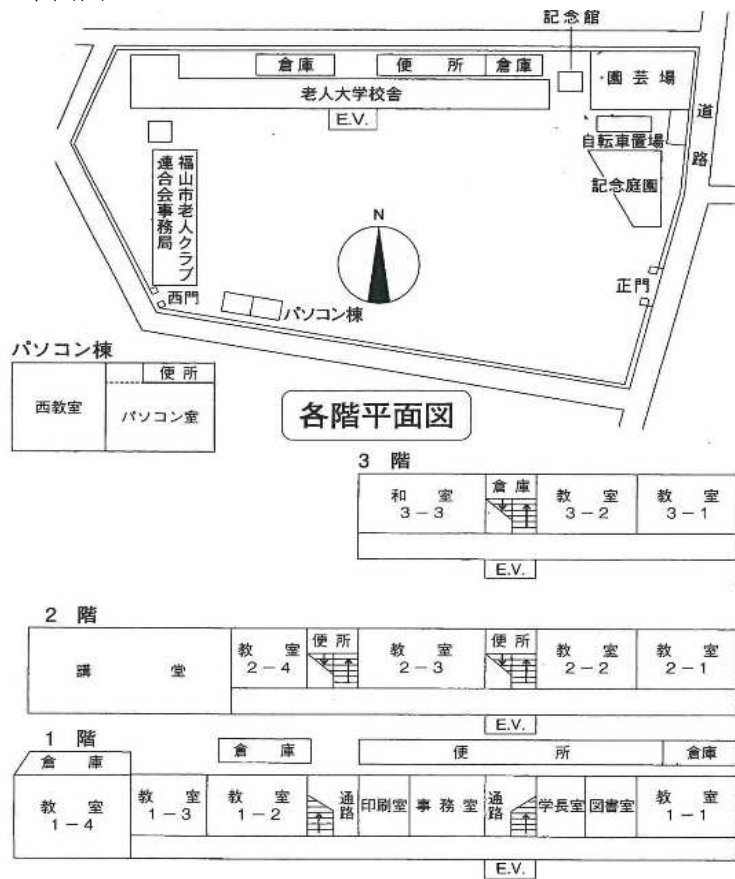 記念館
倉庫
便所
倉庫
園芸場
老人大学校舎
E.V.
道路
自転車置場
記念庭園
福山市老人クラブ
連合会事務局
N
西門
パソコン棟
正門
パソコン棟
便所
西教室
パソコン室
各階平面図
3 階
和室
3-3
倉庫
教室
3-2
教室
3-1
E.V.
2 階
講堂
教室
2-4
便所
教室
2-3
便所
教室
2-2
教室
2-1
E.V.
1 階
倉庫
倉庫
便所
倉庫
教室
1-4
教室
1-3
教室
1-2
通路
印刷室
事務室
通路
学長室
図書室
教室
1-1
E.V.